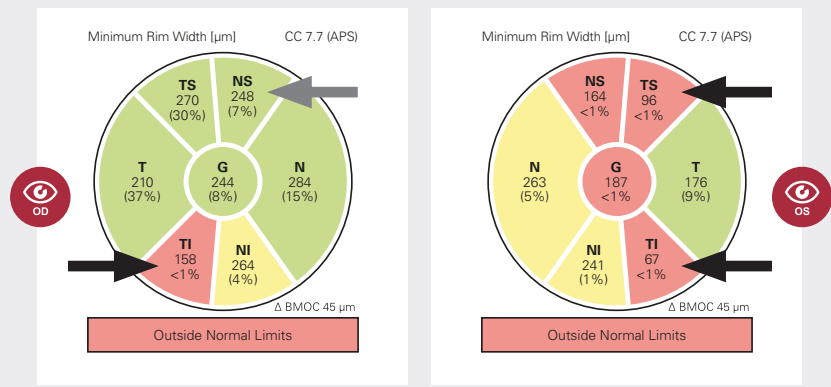 Minimum Rim Width [µm] CC 7.7 (APS)
TS
270
(30%)
NS
248
(7%)
T
210
(37%)
G
244
(8%)
N
284
(15%)
TI
158
<1%
NI
264
(4%)
OD
Δ BMOC 45 µm
Outside Normal Limits
Minimum Rim Width [µm] CC 7.7 (APS)
NS
164
<1%
TS
96
<1%
N
263
(5%)
G
187
<1%
T
176
(9%)
NI
241
(1%)
TI
67
<1%
OS
Δ BMOC 45 µm
Outside Normal Limits